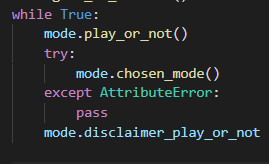 while True:
    mode.play_or_not()
    try:
        mode.chosen_mode()
    except AttributeError:
        pass
    mode.disclaimer_play_or_not